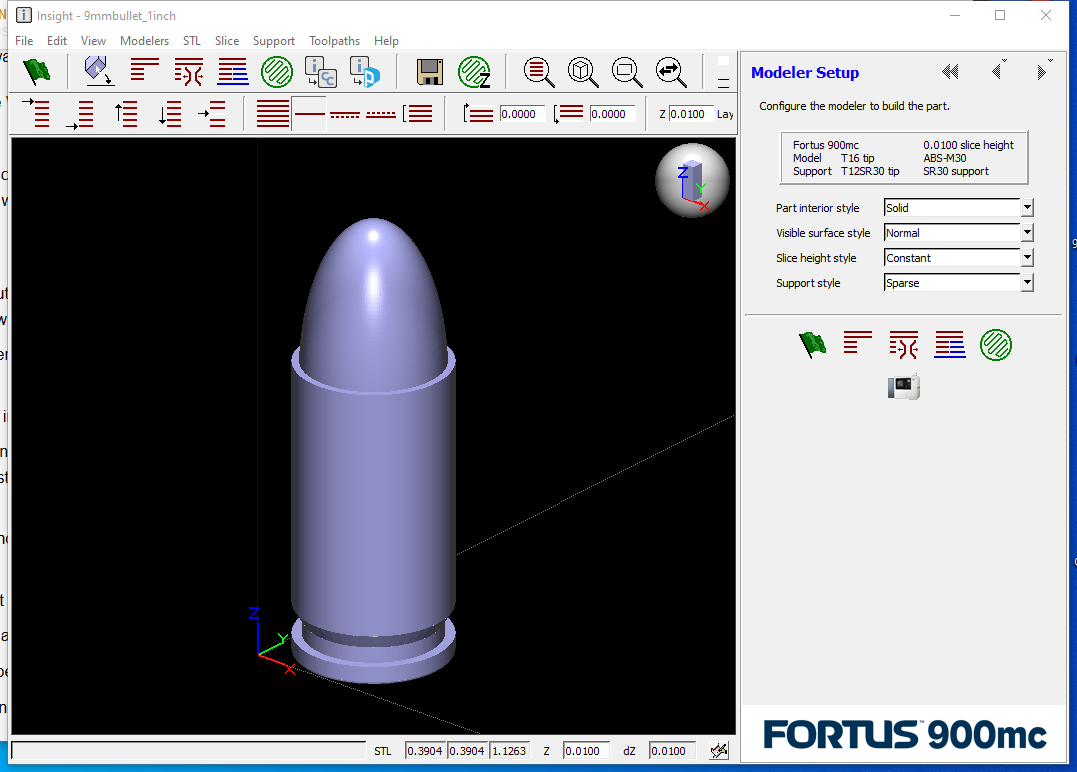 Insight - 9mmbullet_1inch
File Edit View Modelers STL Slice Support Toolpaths Help
0.0000 0.0000 Z 0.0100 Lay
Modeler Setup
Configure the modeler to build the part.
Fortus 900mc 0.0100 slice height
Model T16 tip ABS-M30
Support T12SR30 tip SR30 support
Part interior style Solid
Visible surface style Normal
Slice height style Constant
Support style Sparse
Z
Y
X
Z
Y
X
FORTUS™ 900mc
STL 0.3904 0.3904 1.1263 Z 0.0100 dZ 0.0100